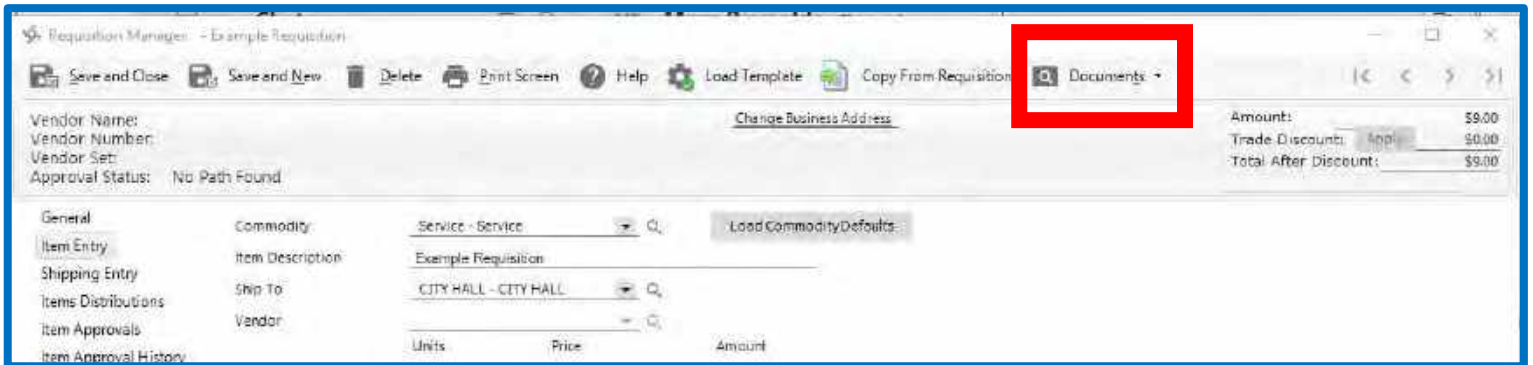 Requisition Manager - Example Requisition
Save and Close Save and New Delete Print Screen Help Load Template Copy From Requisition Documents
Vendor Name: Change Business Address Amount: $9.00
Vendor Number: Trade Discount: Apply $0.00
Vendor Set: Total After Discount: $9.00
Approval Status: No Path Found
General
Commodity Service - Service Load Commodity Defaults
Item Entry
Item Description Example Requisition
Shipping Entry
Ship To CITY HALL - CITY HALL
Items Distributions
Vendor
Item Approvals
Units Price Amount
Item Approval History